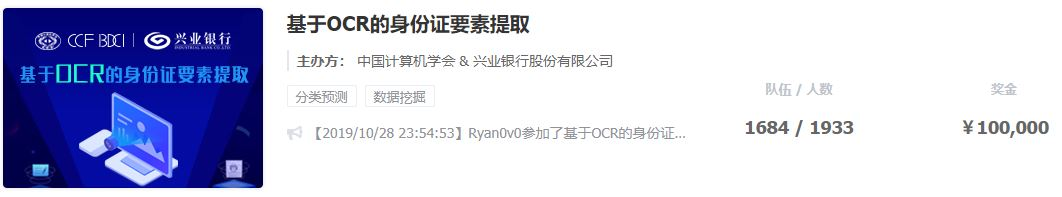 CCF BDCI 兴业银行
INDUSTRIAL BANK CO.,LTD.
基于OCR的身份证要素提取
基于OCR的身份证要素提取
主办方： 中国计算机学会 & 兴业银行股份有限公司
分类预测 数据挖掘
【2019/10/28 23:54:53】Ryan0v0参加了基于OCR的身份证...
队伍 / 人数
1684 / 1933
奖金
￥100,000